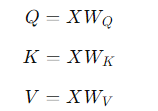 Q = XW_Q
K = XW_K
V = XW_V